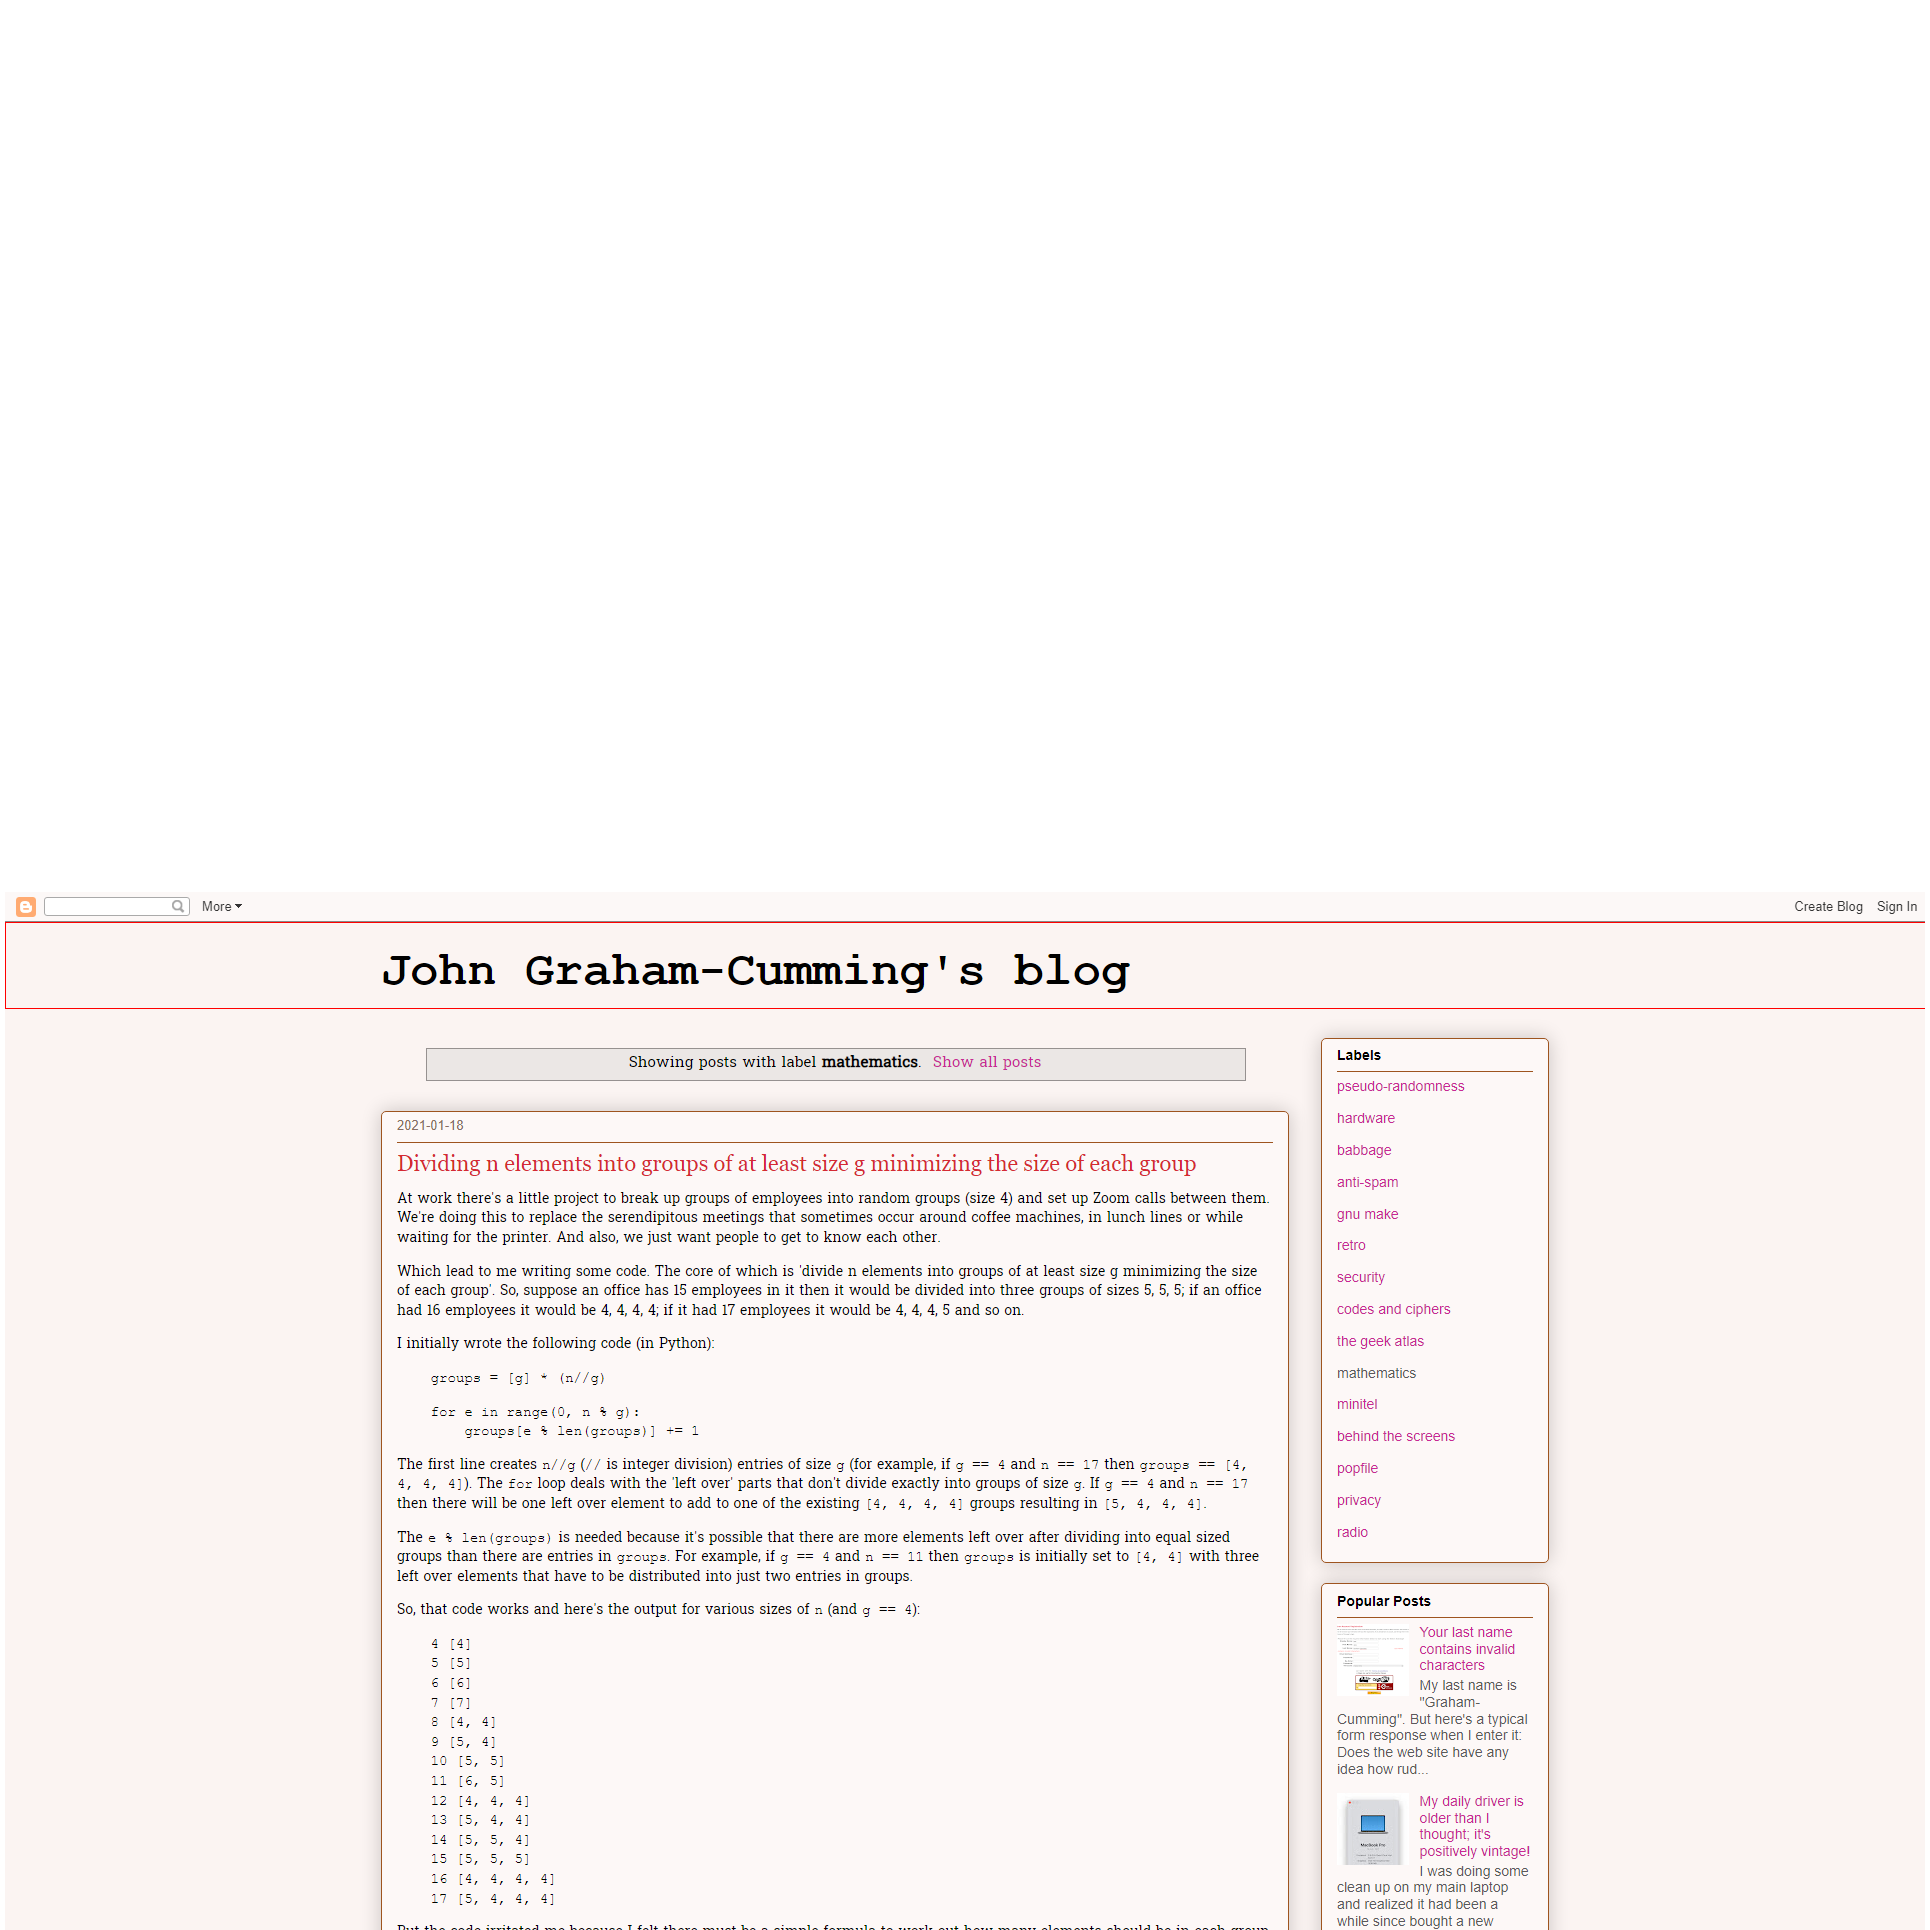 More
Create Blog
Sign In
John Graham-Cumming's blog
Showing posts with label mathematics. Show all posts
2021-01-18
Dividing n elements into groups of at least size g minimizing the size of each group
At work there's a little project to break up groups of employees into random groups (size 4) and set up Zoom calls between them.
We're doing this to replace the serendipitous meetings that sometimes occur around coffee machines, in lunch lines or while
waiting for the printer. And also, we just want people to get to know each other.
Which lead to me writing some code. The core of which is 'divide n elements into groups of at least size g minimizing the size
of each group'. So, suppose an office has 15 employees in it then it would be divided into three groups of sizes 5, 5, 5; if an office
had 16 employees it would be 4, 4, 4, 4; if it had 17 employees it would be 4, 4, 4, 5 and so on.
I initially wrote the following code (in Python):
groups = [g] * (n//g)
for e in range(0, n % g):
groups[e % len(groups)] += 1
The first line creates n//g (// is integer division) entries of size g (for example, if g == 4 and n == 17 then groups == [4,
4, 4, 4]). The for loop deals with the 'left over' parts that don't divide exactly into groups of size g. If g == 4 and n == 17
then there will be one left over element to add to one of the existing [4, 4, 4, 4] groups resulting in [5, 4, 4, 4].
The e % len(groups) is needed because it's possible that there are more elements left over after dividing into equal sized
groups than there are entries in groups. For example, if g == 4 and n == 11 then groups is initially set to [4, 4] with three
left over elements that have to be distributed into just two entries in groups.
So, that code works and here's the output for various sizes of n (and g == 4):
4 [4]
5 [5]
6 [6]
7 [7]
8 [4, 4]
9 [5, 4]
10 [5, 5]
11 [6, 5]
12 [4, 4, 4]
13 [5, 4, 4]
14 [5, 5, 4]
15 [5, 5, 5]
16 [4, 4, 4, 4]
17 [5, 4, 4, 4]
But the code irritated me because I felt there must be a simple formula to work out how many elements should be in each group.
Labels
pseudo-randomness
hardware
babbage
anti-spam
gnu make
retro
security
codes and ciphers
the geek atlas
mathematics
minitel
behind the screens
popfile
privacy
radio
Popular Posts
Your last name
contains invalid
characters
My last name is
"Graham-
Cumming". But here's a typical
form response when I enter it:
Does the web site have any
idea how rud...
My daily driver is
older than I
thought; it's
positively vintage!
I was doing some
clean up on my main laptop
and realized it had been a
while since bought a new